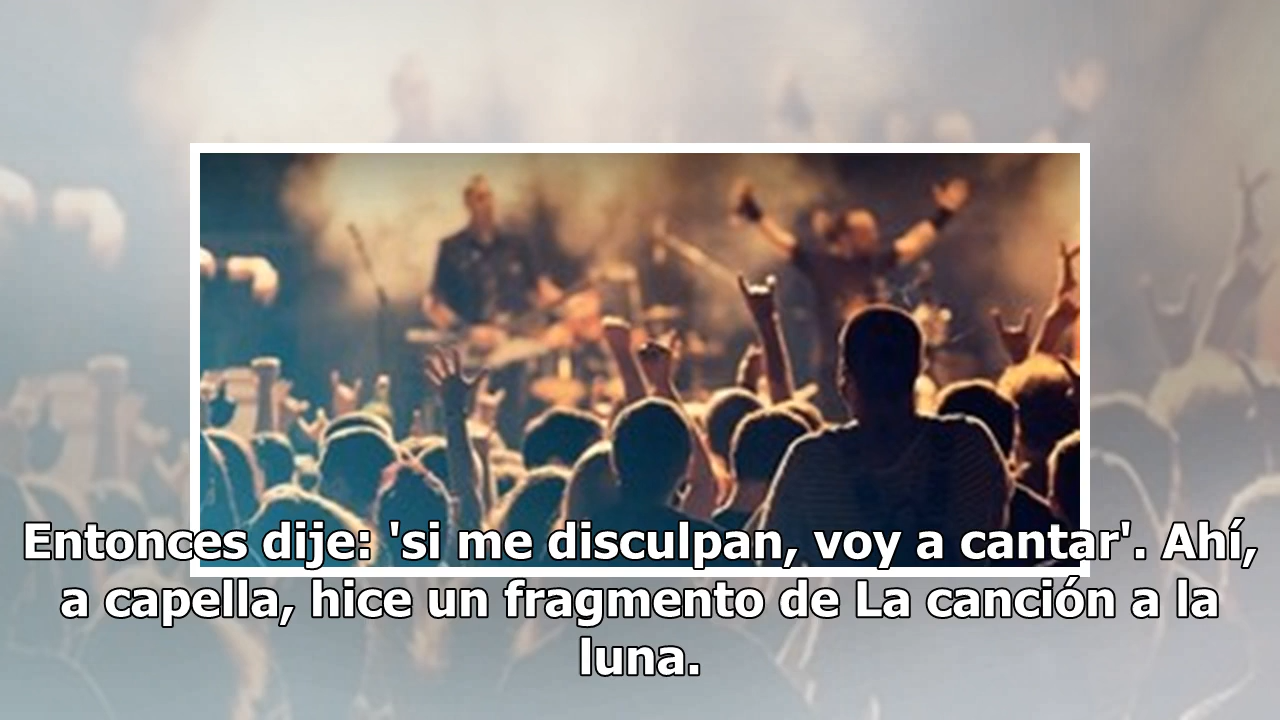 Entonces dije: 'si me disculpan, voy a cantar'. Ahí,
a capella, hice un fragmento de La canción a la
luna.